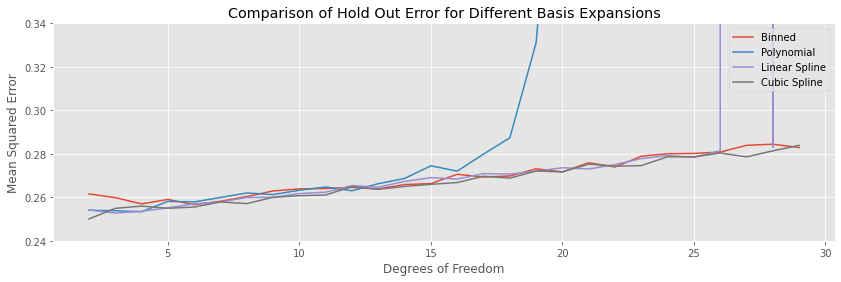 Comparison of Hold Out Error for Different Basis Expansions
Mean Squared Error
0.34
0.32
0.30
0.28
0.26
0.24
Binned
Polynomial
Linear Spline
Cubic Spline
5
10
15
20
25
30
Degrees of Freedom